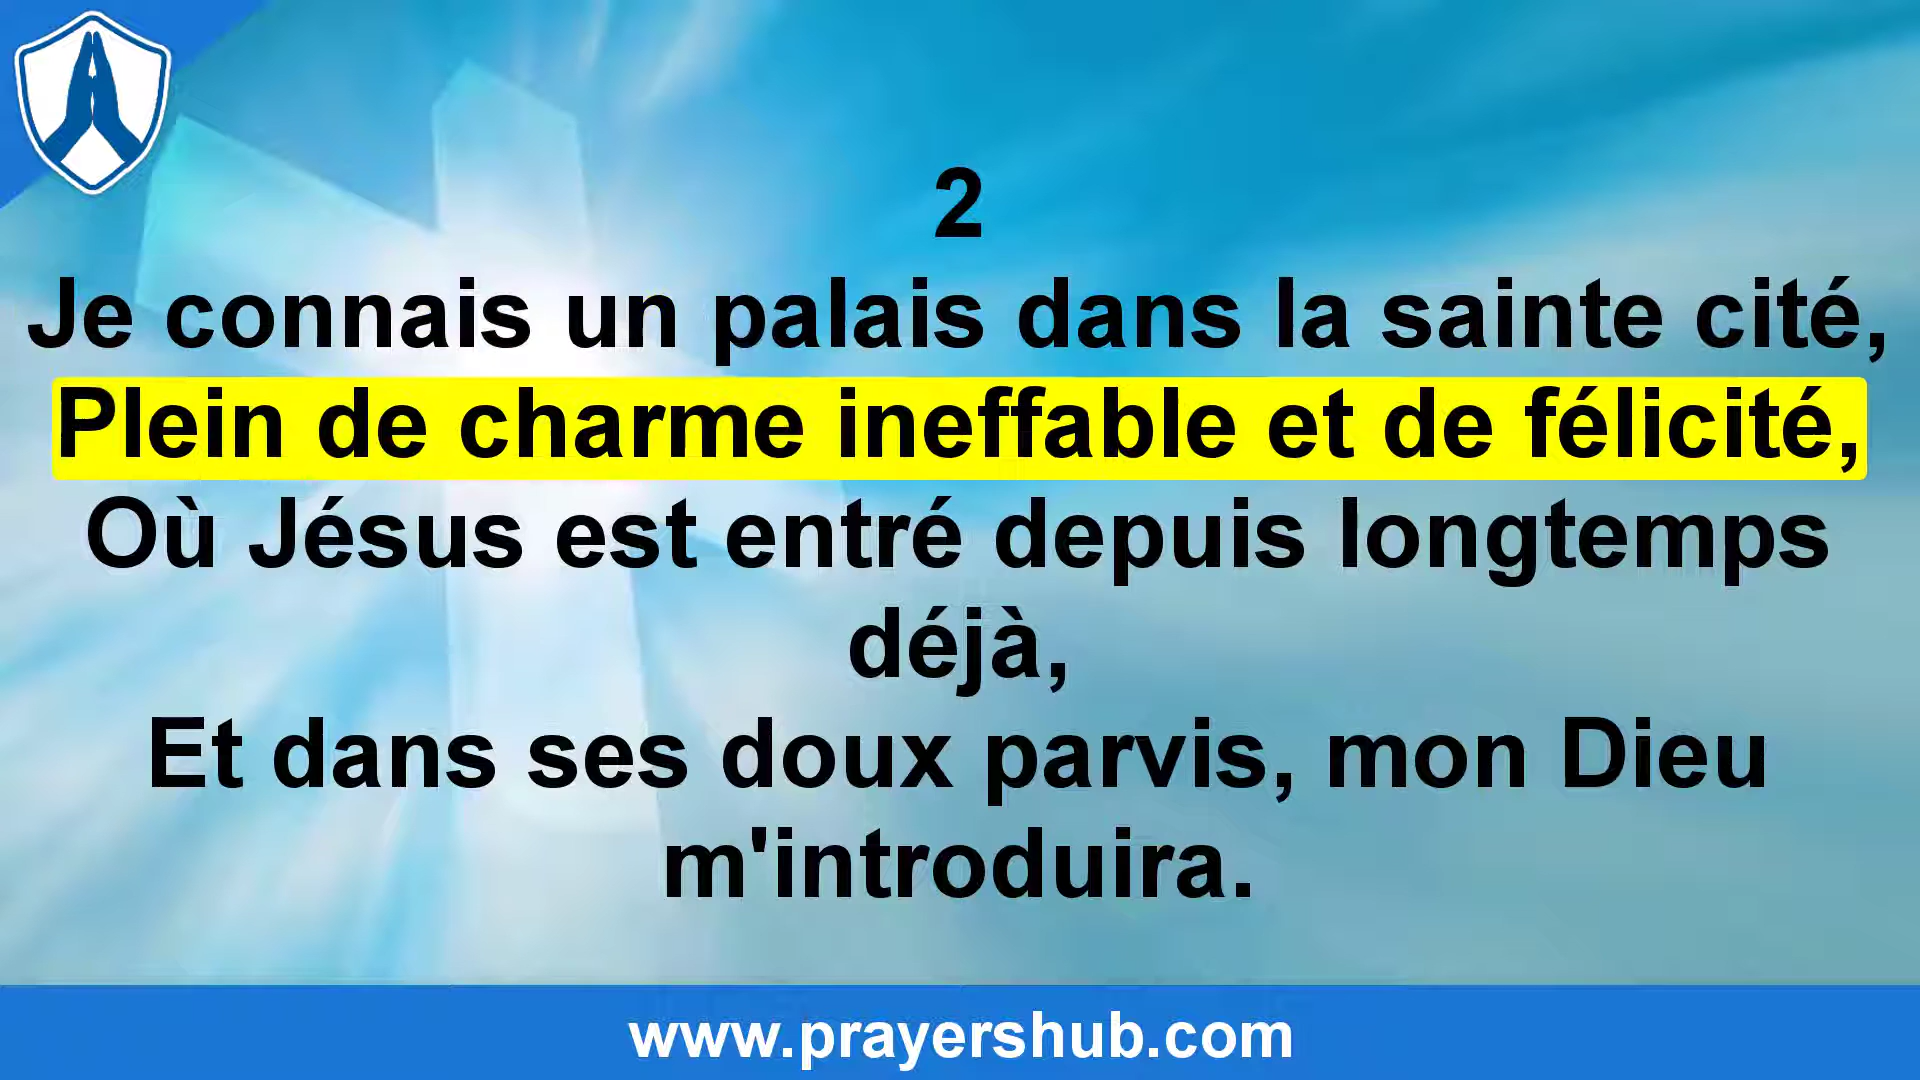 2
Je connais un palais dans la sainte cité,
Plein de charme ineffable et de félicité,
Où Jésus est entré depuis longtemps
déjà,
Et dans ses doux parvis, mon Dieu
m'introduira.
www.prayershub.com